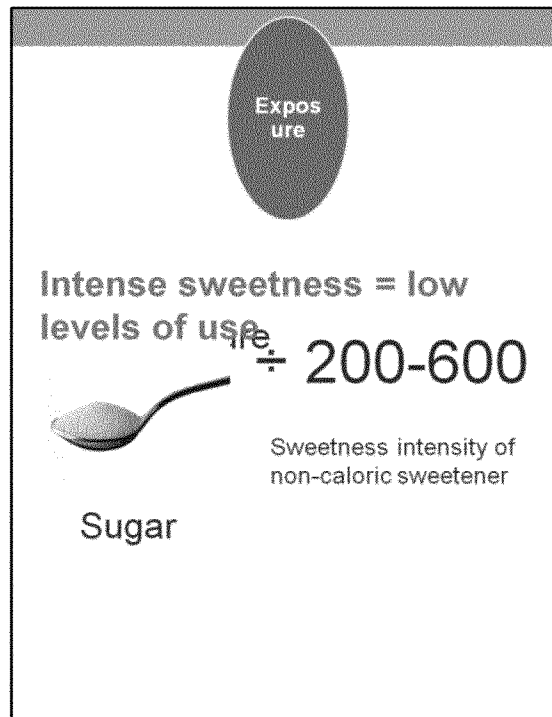 Expos
ure
Intense sweetness = low
levels of use
÷ 200-600
Sweetness intensity of
non-caloric sweetener
Sugar